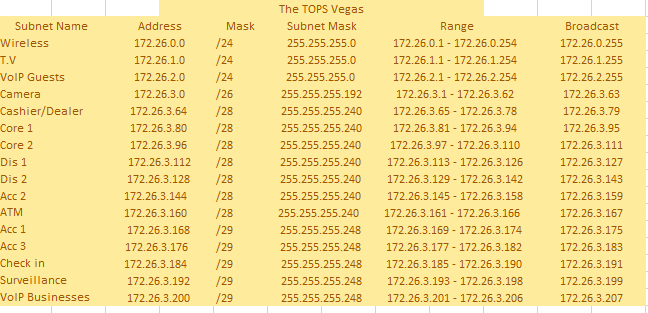 The TOPS Vegas
Subnet Name Address Mask Subnet Mask Range Broadcast
Wireless 172.26.0.0 /24 255.255.255.0 172.26.0.1 - 172.26.0.254 172.26.0.255
T.V 172.26.1.0 /24 255.255.255.0 172.26.1.1 - 172.26.1.254 172.26.1.255
VoIP Guests 172.26.2.0 /24 255.255.255.0 172.26.2.1 - 172.26.2.254 172.26.2.255
Camera 172.26.3.0 /26 255.255.255.192 172.26.3.1 - 172.26.3.62 172.26.3.63
Cashier/Dealer 172.26.3.64 /28 255.255.255.240 172.26.3.65 - 172.26.3.78 172.26.3.79
Core 1 172.26.3.80 /28 255.255.255.240 172.26.3.81 - 172.26.3.94 172.26.3.95
Core 2 172.26.3.96 /28 255.255.255.240 172.26.3.97 - 172.26.3.110 172.26.3.111
Dis 1 172.26.3.112 /28 255.255.255.240 172.26.3.113 - 172.26.3.126 172.26.3.127
Dis 2 172.26.3.128 /28 255.255.255.240 172.26.3.129 - 172.26.3.142 172.26.3.143
Acc 2 172.26.3.144 /28 255.255.255.240 172.26.3.145 - 172.26.3.158 172.26.3.159
ATM 172.26.3.160 /28 255.255.255.240 172.26.3.161 - 172.26.3.166 172.26.3.167
Acc 1 172.26.3.168 /29 255.255.255.248 172.26.3.169 - 172.26.3.174 172.26.3.175
Acc 3 172.26.3.176 /29 255.255.255.248 172.26.3.177 - 172.26.3.182 172.26.3.183
Check in 172.26.3.184 /29 255.255.255.248 172.26.3.185 - 172.26.3.190 172.26.3.191
Surveillance 172.26.3.192 /29 255.255.255.248 172.26.3.193 - 172.26.3.198 172.26.3.199
VoIP Businesses 172.26.3.200 /29 255.255.255.248 172.26.3.201 - 172.26.3.206 172.26.3.207